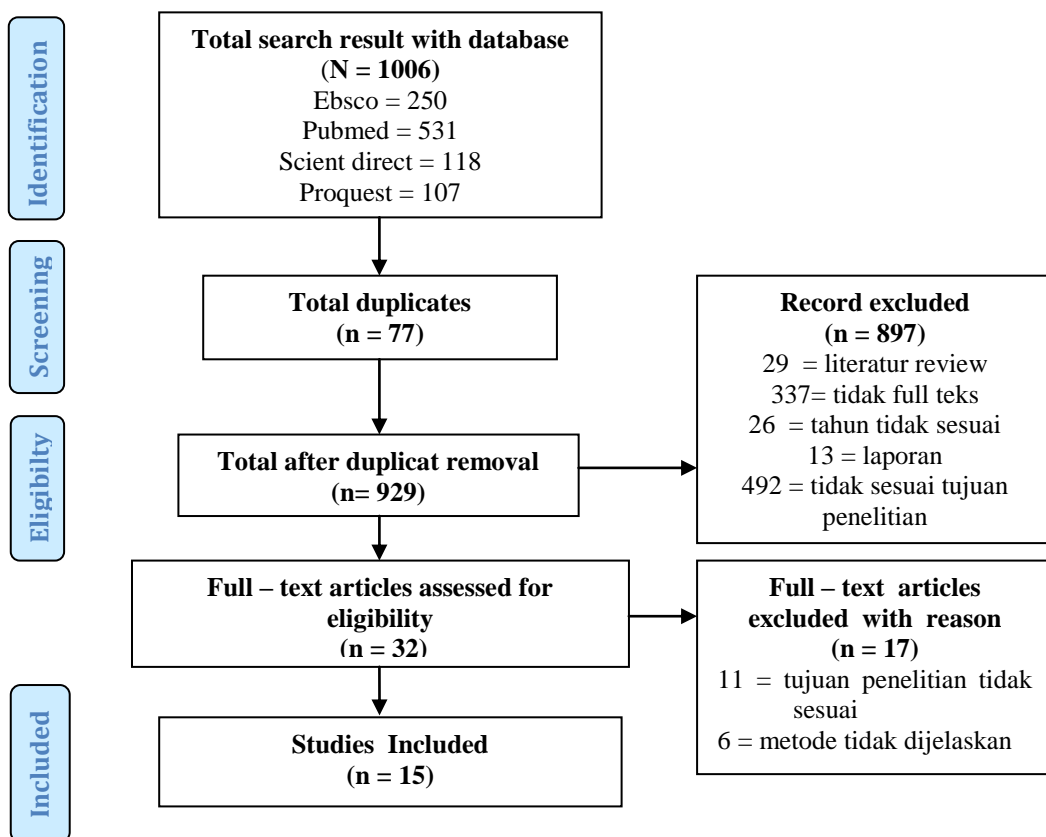 Identification
Total search result with database
(N = 1006)
Ebsco = 250
Pubmed = 531
Scient direct = 118
Proquest = 107
Screening
Total duplicates
(n = 77)
Record excluded
(n = 897)
29 = literatur review
337= tidak full teks
26 = tahun tidak sesuai
13 = laporan
492 = tidak sesuai tujuan
penelitian
Eligibilty
Total after duplicat removal
(n= 929)
Full – text articles assessed for
eligibility
(n = 32)
Full – text articles
excluded with reason
(n = 17)
11 = tujuan penelitian tidak
sesuai
6 = metode tidak dijelaskan
Included
Studies Included
(n = 15)